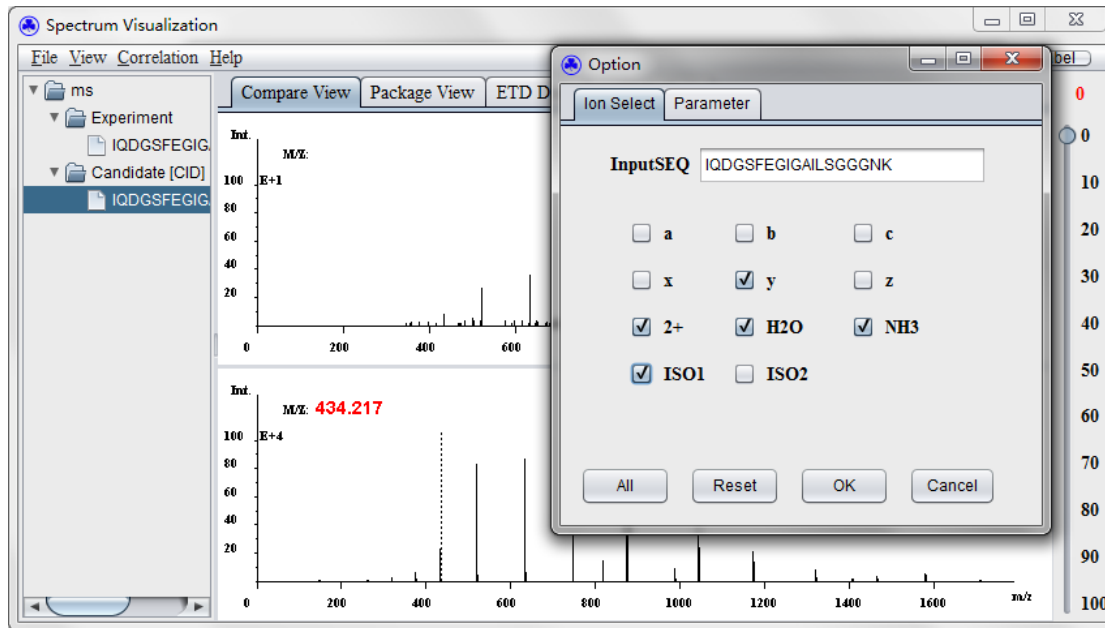 Spectrum Visualization
File View Correlation Help
ms
Experiment
IQDGSFEGIG
Candidate [CID]
IQDGSFEGIG
Compare View Package View ETD D
Int.
M/Z:
100 E+1
80
60
40
20
0 200 400 600
Int.
M/Z: 434.217
100 E+4
80
60
40
20
0 200 400 600 800 1000 1200 1400 1600 m/z
Option
Ion Select Parameter
InputSEQ IQDGSFEGIGAILSGGGNK
a b c
x y z
2+ H2O NH3
ISO1 ISO2
All Reset OK Cancel
bel
0
0
10
20
30
40
50
60
70
80
90
100